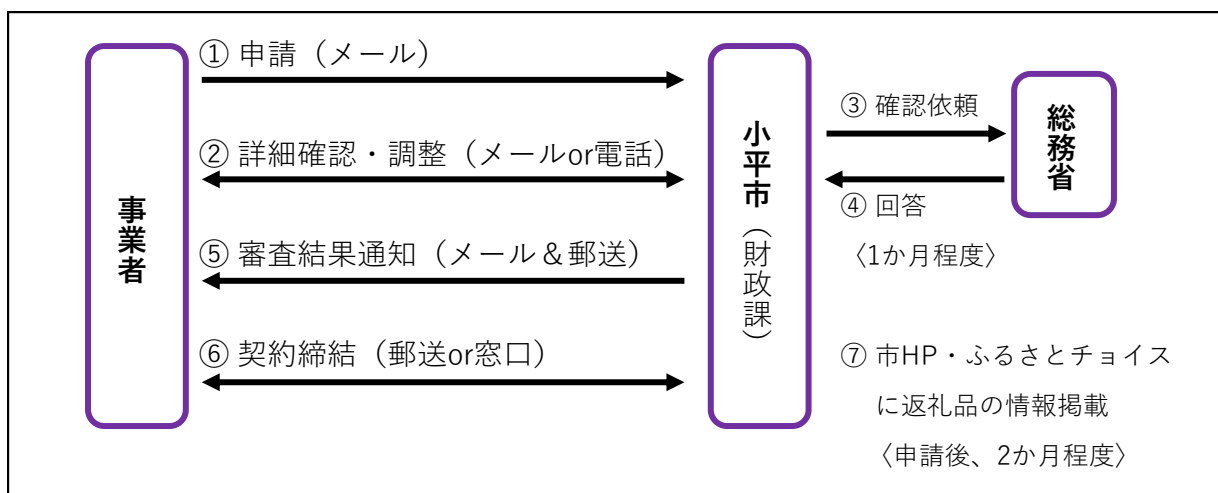 ① 申請（メール）
② 詳細確認・調整（メールor電話）
⑤ 審査結果通知（メール＆郵送）
⑥ 契約締結（郵送or窓口）
事業者
小平市（財政課）
③ 確認依頼
④ 回答
〈1か月程度〉
総務省
⑦ 市HP・ふるさとチョイス
に返礼品の情報掲載
〈申請後、2か月程度〉